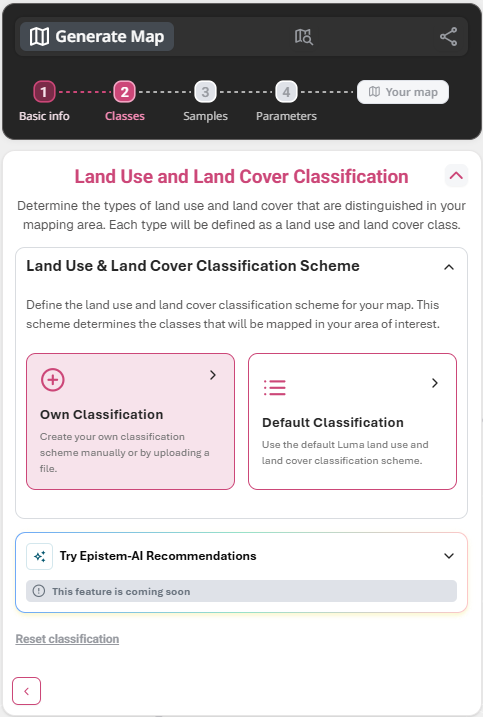 Generate Map
1
2
3
4
Your map
Basic info
Classes
Samples
Parameters
Land Use and Land Cover Classification
Determine the types of land use and land cover that are distinguished in your
mapping area. Each type will be defined as a land use and land cover class.
Land Use & Land Cover Classification Scheme
Define the land use and land cover classification scheme for your map. This
scheme determines the classes that will be mapped in your area of interest.
Own Classification
Create your own classification
scheme manually or by uploading a
file.
Default Classification
Use the default Luma land use and
land cover classification scheme.
Try Epistem-AI Recommendations
This feature is coming soon
Reset classification